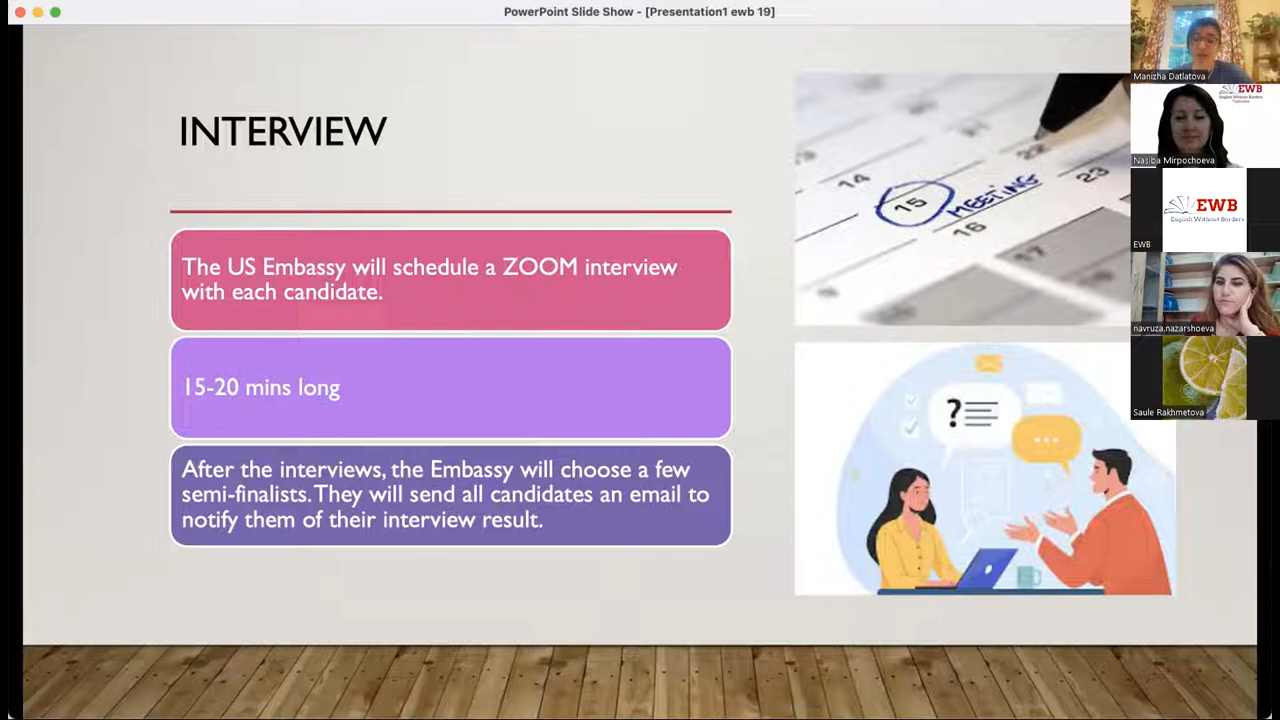 PowerPoint Slide Show - [Presentation1 ewb 19]
INTERVIEW
The US Embassy will schedule a ZOOM interview
with each candidate.
15-20 mins long
After the interviews, the Embassy will choose a few
semi-finalists. They will send all candidates an email to
notify them of their interview result.
14
22
23
15 MEETING
16
17
?
Manizha Datlatova
EWB
English Without Borders
Nasiba Mirpochoeva
EWB
English Without Borders
EWB
navruza.nazarshoeva
Saule Rakhmetova